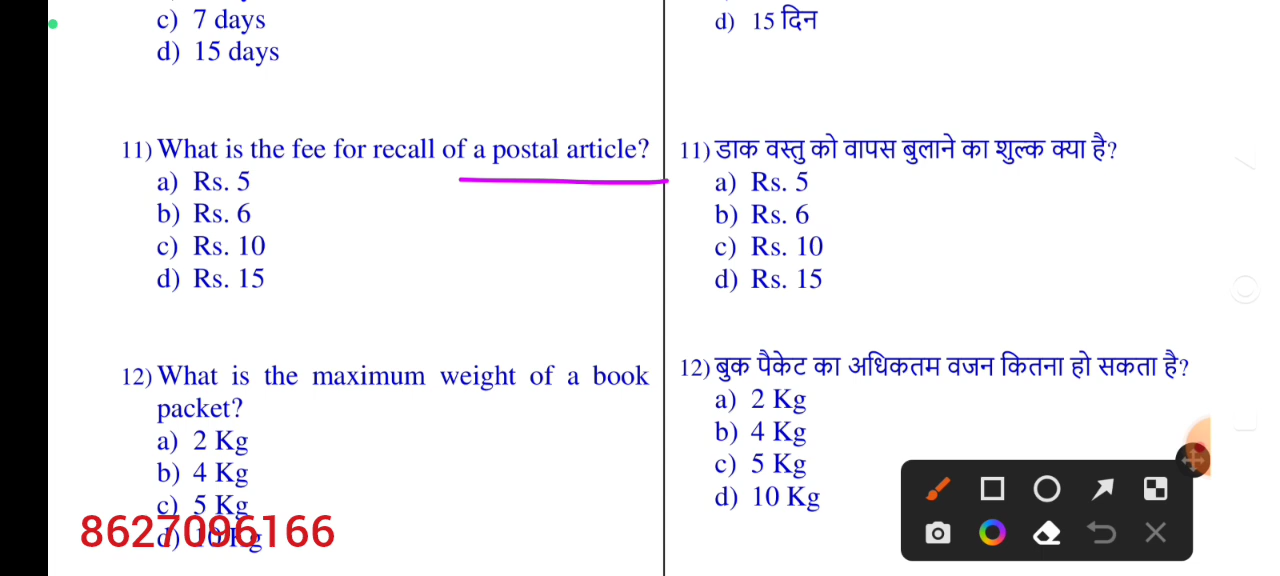 c) 7 days
d) 15 days
11) What is the fee for recall of a postal article?
a) Rs. 5
b) Rs. 6
c) Rs. 10
d) Rs. 15
12) What is the maximum weight of a book
packet?
a) 2 Kg
b) 4 Kg
c) 5 Kg
d) 10 Kg
8627096166
d) 15 दिन
11) डाक वस्तु को वापस बुलाने का शुल्क क्या है?
a) Rs. 5
b) Rs. 6
c) Rs. 10
d) Rs. 15
12) बुक पैकेट का अधिकतम वजन कितना हो सकता है?
a) 2 Kg
b) 4 Kg
c) 5 Kg
d) 10 Kg